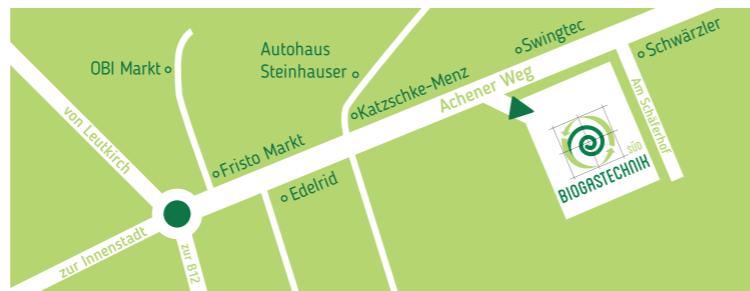 Swingtec
Autohaus
Steinhauser
Schwärzler
OBI Markt
Katzschke-Menz
Achener Weg
Am Schäferhof
von Leutkirch
Fristo Markt
SÜD
BIOGASTECHNIK
Edelrid
zur Innenstadt
zur B12